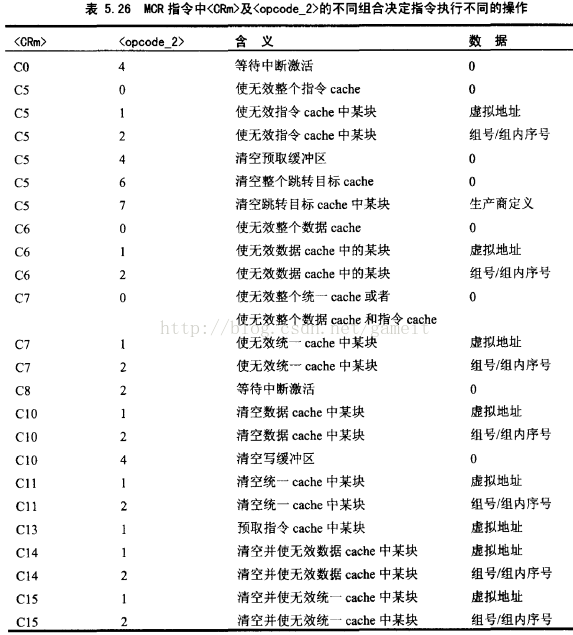 表 5.26 MCR 指令中<CRm>及<opcode_2>的不同组合决定指令执行不同的操作
<CRm> <opcode_2> 含 义 数 据
C0 4 等待中断激活 0
C5 0 使无效整个指令 cache 0
C5 1 使无效指令 cache 中某块 虚拟地址
C5 2 使无效指令 cache 中某块 组号/组内序号
C5 4 清空预取缓冲区 0
C5 6 清空整个跳转目标 cache 0
C5 7 清空跳转目标 cache 中某块 生产商定义
C6 0 使无效整个数据 cache 0
C6 1 使无效数据 cache 中的某块 虚拟地址
C6 2 使无效数据 cache 中的某块 组号/组内序号
C7 0 使无效整个统一 cache 或者 0
使无效整个数据 cache 和指令 cache
http://blog.csdn.net/gameit
C7 1 使无效统一 cache 中某块 虚拟地址
C7 2 使无效统一 cache 中某块 组号/组内序号
C8 2 等待中断激活 0
C10 1 清空数据 cache 中某块 虚拟地址
C10 2 清空数据 cache 中某块 组号/组内序号
C10 4 清空写缓冲区 0
C11 1 清空统一 cache 中某块 虚拟地址
C11 2 清空统一 cache 中某块 组号/组内序号
C13 1 预取指令 cache 中某块 虚拟地址
C14 1 清空并使无效数据 cache 中某块 虚拟地址
C14 2 清空并使无效数据 cache 中某块 组号/组内序号
C15 1 清空并使无效统一 cache 中某块 虚拟地址
C15 2 清空并使无效统一 cache 中某块 组号/组内序号